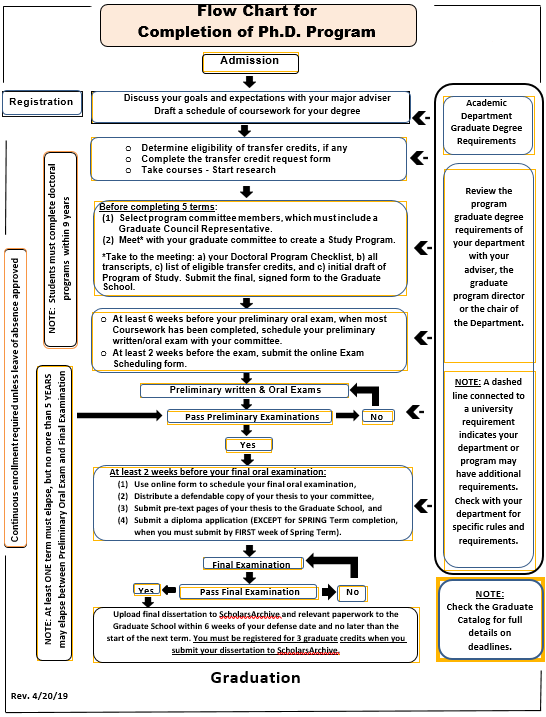 Flow Chart for
Completion of Ph.D. Program
Admission
Registration
Discuss your goals and expectations with your major adviser
Draft a schedule of coursework for your degree
o Determine eligibility of transfer credits, if any
o Complete the transfer credit request form
o Take courses - Start research
Before completing 5 terms:
(1) Select program committee members, which must include a
Graduate Council Representative.
(2) Meet* with your graduate committee to create a Study Program.
*Take to the meeting: a) your Doctoral Program Checklist, b) all
transcripts, c) list of eligible transfer credits, and c) initial draft of
Program of Study. Submit the final, signed form to the Graduate
School.
o At least 6 weeks before your preliminary oral exam, when most
Coursework has been completed, schedule your preliminary
written/oral exam with your committee.
o At least 2 weeks before the exam, submit the online Exam
Scheduling form.
Preliminary written & Oral Exams
Pass Preliminary Examinations
No
Yes
At least 2 weeks before your final oral examination:
(1) Use online form to schedule your final oral examination,
(2) Distribute a defendable copy of your thesis to your committee,
(3) Submit pre-text pages of your thesis to the Graduate School, and
(4) Submit a diploma application (EXCEPT for SPRING Term completion,
when you must submit by FIRST week of Spring Term).
Final Examination
Yes
Pass Final Examination
No
Upload final dissertation to ScholarsArchive and relevant paperwork to the
Graduate School within 6 weeks of your defense date and no later than the
start of the next term. You must be registered for 3 graduate credits when you
submit your dissertation to ScholarsArchive.
Graduation
Rev. 4/20/19
Continuous enrollment required unless leave of absence approved
NOTE: Students must complete doctoral
programs within 9 years
NOTE: At least ONE term must elapse, but no more than 5 YEARS
may elapse between Preliminary Oral Exam and Final Examination
Academic
Department
Graduate Degree
Requirements
Review the
program
graduate degree
requirements of
your department
with your
adviser, the
graduate
program director
or the chair of
the Department.
NOTE: A dashed
line connected to
a university
requirement
indicates your
department or
program may
have additional
requirements.
Check with your
department for
specific rules and
requirements.
NOTE:
Check the Graduate
Catalog for full
details on
deadlines.